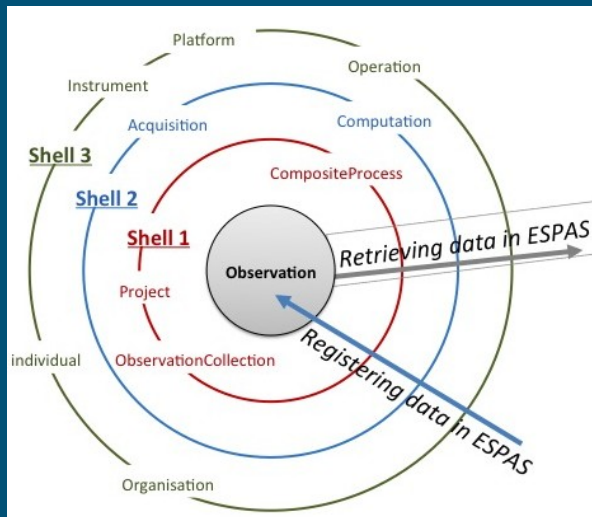 Platform
Operation
Instrument
Acquisition
Computation
Shell 3
CompositeProcess
Shell 2
Shell 1
Retrieving data in ESPAS
Observation
Project
individual
ObservationCollection
Registering data in ESPAS
Organisation